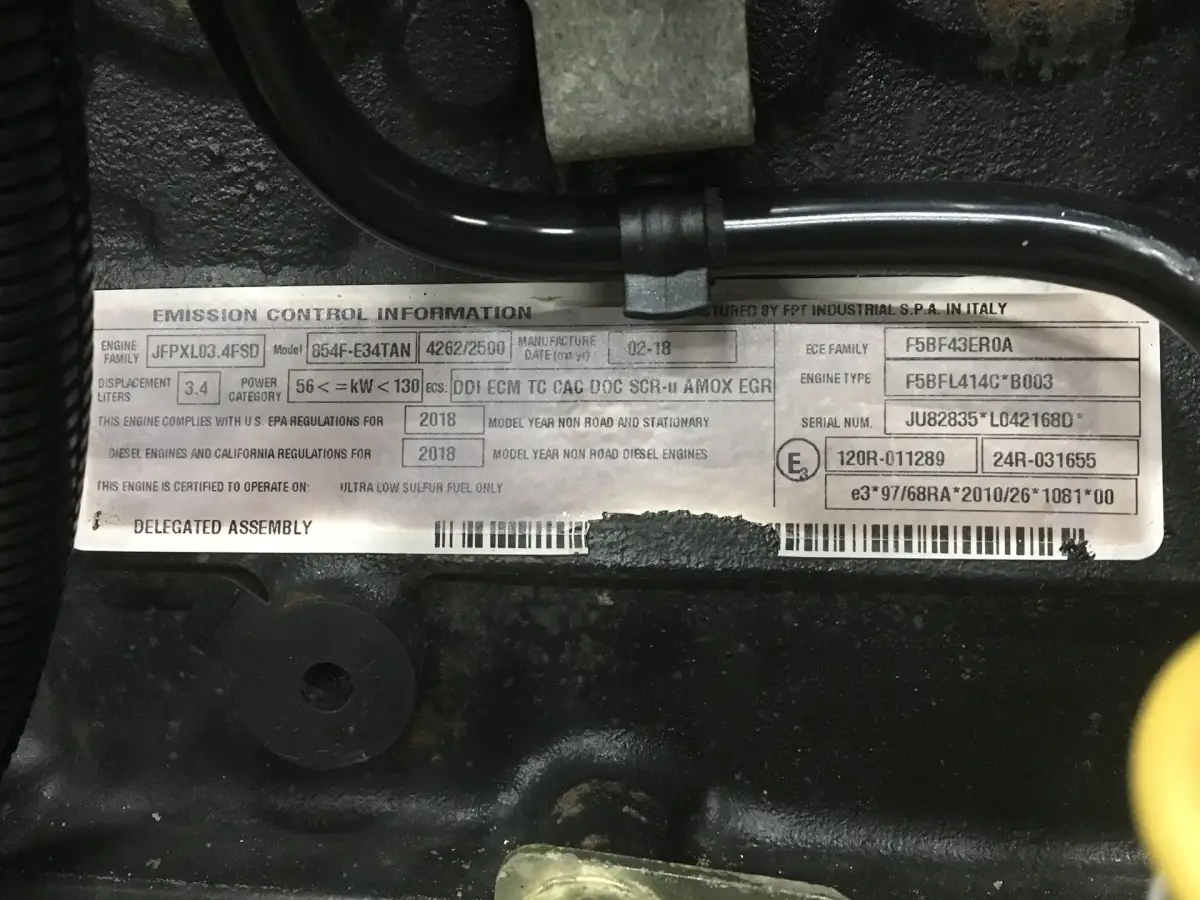 EMISSION CONTROL INFORMATION
BY FPT INDUSTRIAL S.P.A. IN ITALY
ENGINE FAMILY JFPXL03.4FSD Model 854F-E34TAN 4262/2500 MANUFACTURE DATE (mo yr) 02-18
DISPLACEMENT LITERS 3.4 POWER CATEGORY 56<=kW<130 ECS. DDI ECM TC CAC DOC SCR-u AMOX EGR
THIS ENGINE COMPLIES WITH U.S. EPA REGULATIONS FOR 2018 MODEL YEAR NON ROAD AND STATIONARY
DIESEL ENGINES AND CALIFORNIA REGULATIONS FOR 2018 MODEL YEAR NON ROAD DIESEL ENGINES
THIS ENGINE IS CERTIFIED TO OPERATE ON: ULTRA LOW SULFUR FUEL ONLY
DELEGATED ASSEMBLY
ECE FAMILY F5BF43ER0A
ENGINE TYPE F5BFL414C*B003
SERIAL NUM. JU82835*L042168D*
E3 120R-011289 24R-031655
e3*97/68RA*2010/26*1081*00